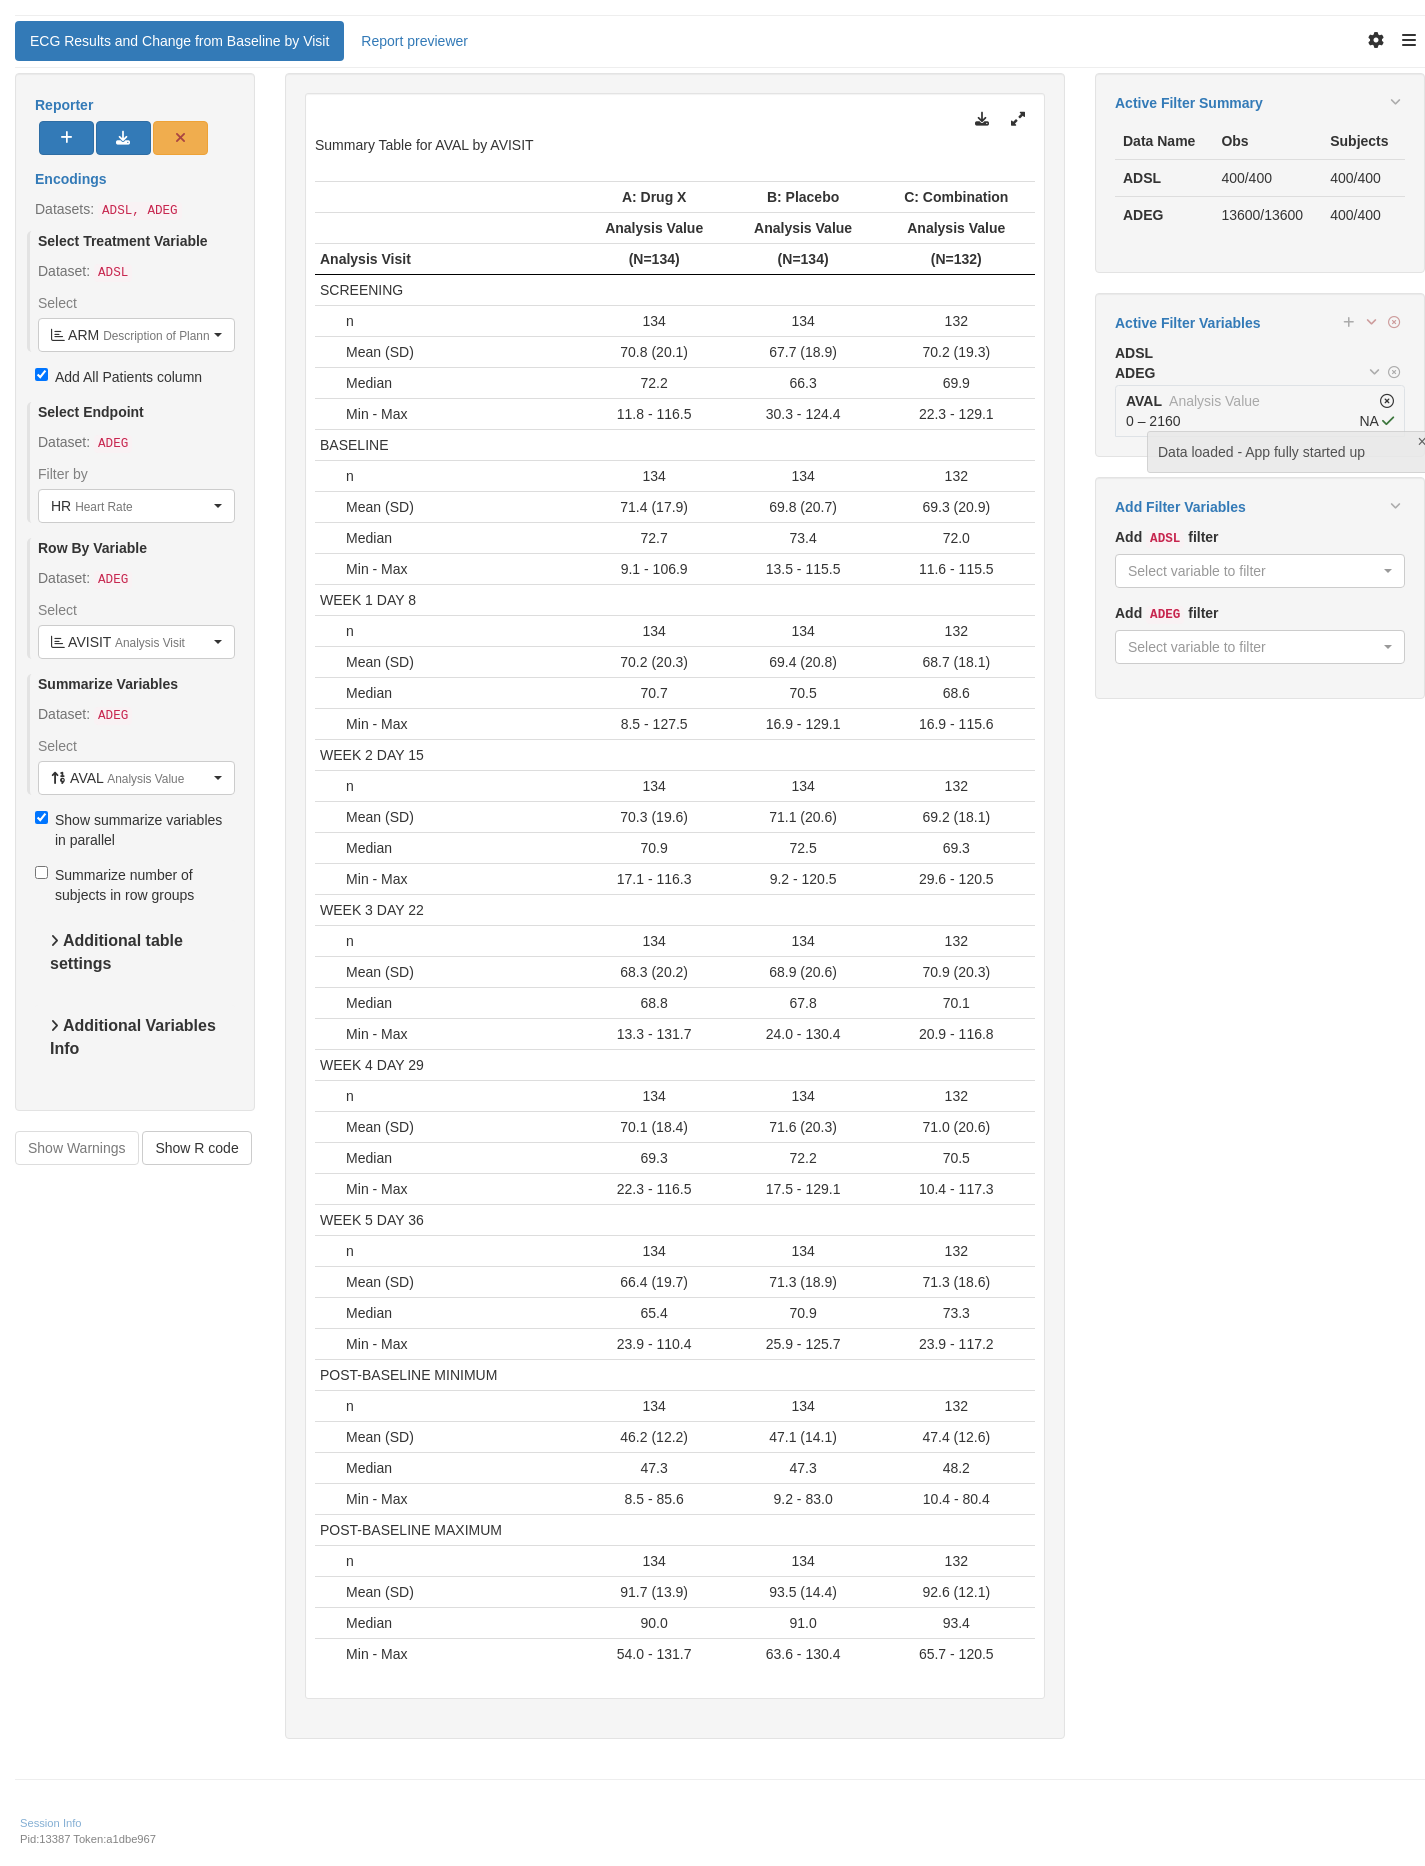 ECG Results and Change from Baseline by Visit
Report previewer
Reporter
Encodings
Datasets: ADSL, ADEG
Select Treatment Variable
Dataset: ADSL
Select
ARM Description of Plann
Add All Patients column
Select Endpoint
Dataset: ADEG
Filter by
HR Heart Rate
Row By Variable
Dataset: ADEG
Select
AVISIT Analysis Visit
Summarize Variables
Dataset: ADEG
Select
AVAL Analysis Value
Show summarize variables
in parallel
Summarize number of
subjects in row groups
Additional table
settings
Additional Variables
Info
Show Warnings
Show R code
Summary Table for AVAL by AVISIT
A: Drug X B: Placebo C: Combination
Analysis Value Analysis Value Analysis Value
Analysis Visit (N=134) (N=134) (N=132)
SCREENING
n 134 134 132
Mean (SD) 70.8 (20.1) 67.7 (18.9) 70.2 (19.3)
Median 72.2 66.3 69.9
Min - Max 11.8 - 116.5 30.3 - 124.4 22.3 - 129.1
BASELINE
n 134 134 132
Mean (SD) 71.4 (17.9) 69.8 (20.7) 69.3 (20.9)
Median 72.7 73.4 72.0
Min - Max 9.1 - 106.9 13.5 - 115.5 11.6 - 115.5
WEEK 1 DAY 8
n 134 134 132
Mean (SD) 70.2 (20.3) 69.4 (20.8) 68.7 (18.1)
Median 70.7 70.5 68.6
Min - Max 8.5 - 127.5 16.9 - 129.1 16.9 - 115.6
WEEK 2 DAY 15
n 134 134 132
Mean (SD) 70.3 (19.6) 71.1 (20.6) 69.2 (18.1)
Median 70.9 72.5 69.3
Min - Max 17.1 - 116.3 9.2 - 120.5 29.6 - 120.5
WEEK 3 DAY 22
n 134 134 132
Mean (SD) 68.3 (20.2) 68.9 (20.6) 70.9 (20.3)
Median 68.8 67.8 70.1
Min - Max 13.3 - 131.7 24.0 - 130.4 20.9 - 116.8
WEEK 4 DAY 29
n 134 134 132
Mean (SD) 70.1 (18.4) 71.6 (20.3) 71.0 (20.6)
Median 69.3 72.2 70.5
Min - Max 22.3 - 116.5 17.5 - 129.1 10.4 - 117.3
WEEK 5 DAY 36
n 134 134 132
Mean (SD) 66.4 (19.7) 71.3 (18.9) 71.3 (18.6)
Median 65.4 70.9 73.3
Min - Max 23.9 - 110.4 25.9 - 125.7 23.9 - 117.2
POST-BASELINE MINIMUM
n 134 134 132
Mean (SD) 46.2 (12.2) 47.1 (14.1) 47.4 (12.6)
Median 47.3 47.3 48.2
Min - Max 8.5 - 85.6 9.2 - 83.0 10.4 - 80.4
POST-BASELINE MAXIMUM
n 134 134 132
Mean (SD) 91.7 (13.9) 93.5 (14.4) 92.6 (12.1)
Median 90.0 91.0 93.4
Min - Max 54.0 - 131.7 63.6 - 130.4 65.7 - 120.5
Active Filter Summary
Data Name Obs Subjects
ADSL 400/400 400/400
ADEG 13600/13600 400/400
Active Filter Variables
ADSL
ADEG
AVAL Analysis Value
0 – 2160 NA
Data loaded - App fully started up
Add Filter Variables
Add ADSL filter
Select variable to filter
Add ADEG filter
Select variable to filter
Session Info
Pid:13387 Token:a1dbe967